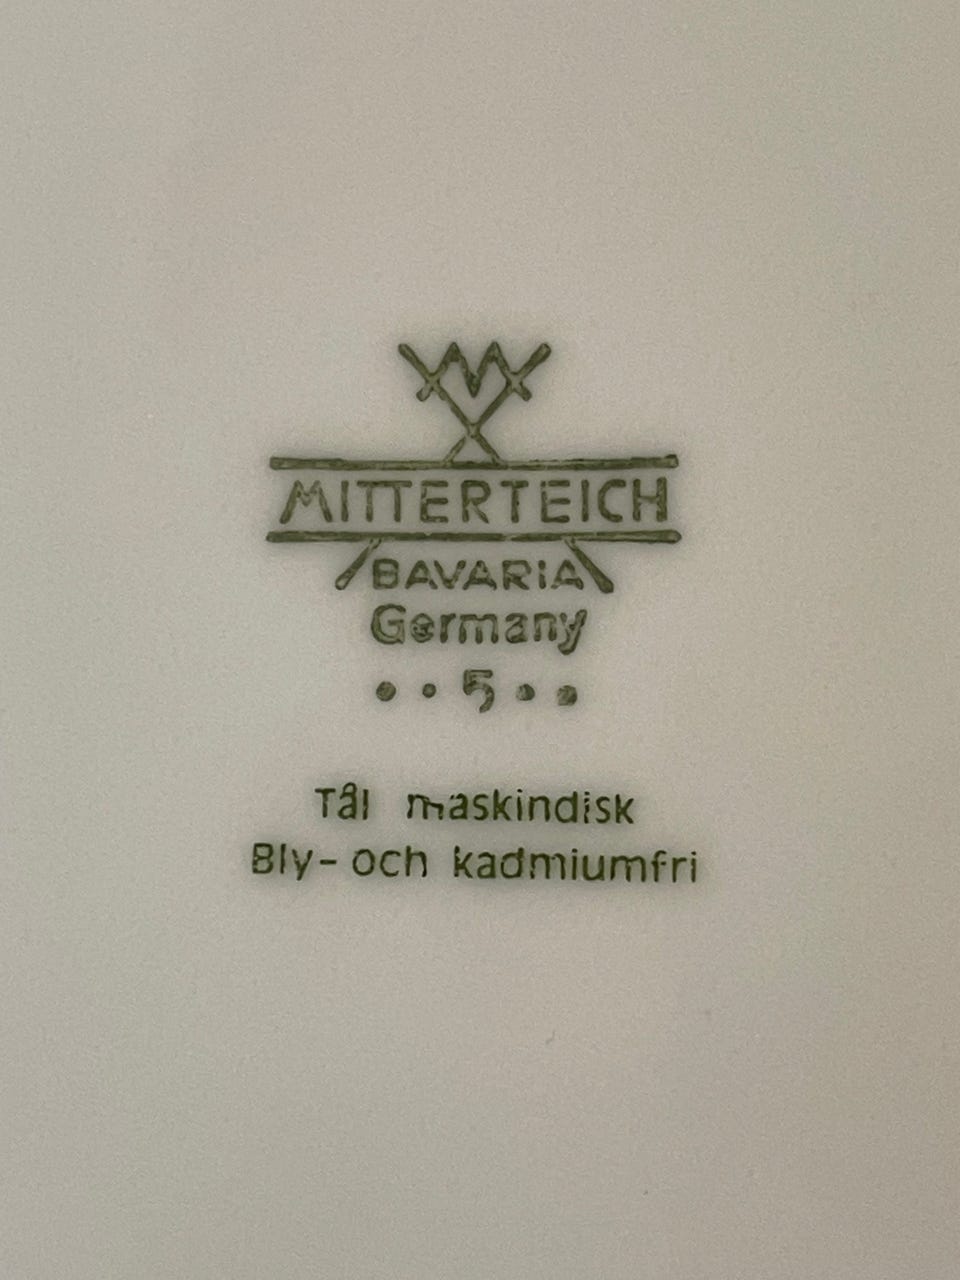 MITTERTEICH
BAVARIA
Germany
• • 5 • •
Tål maskindisk
Bly- och kadmiumfri